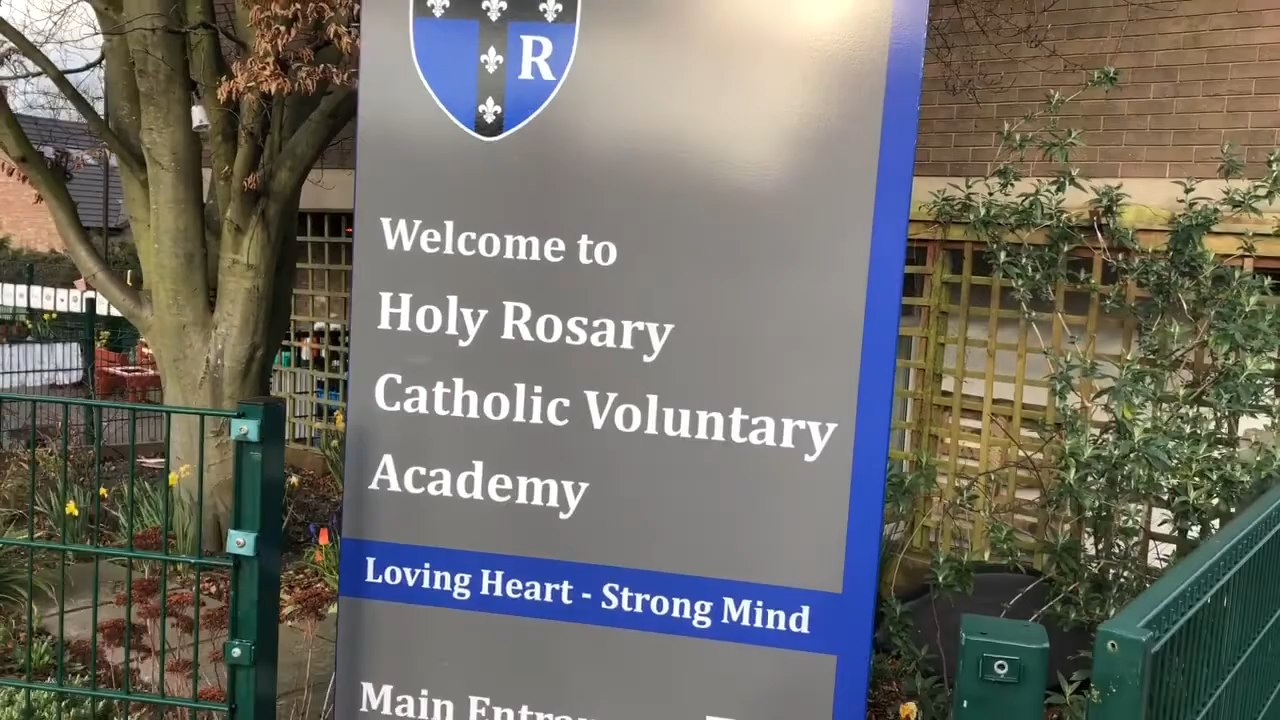 R
Welcome to
Holy Rosary
Catholic Voluntary
Academy
Loving Heart - Strong Mind
Main